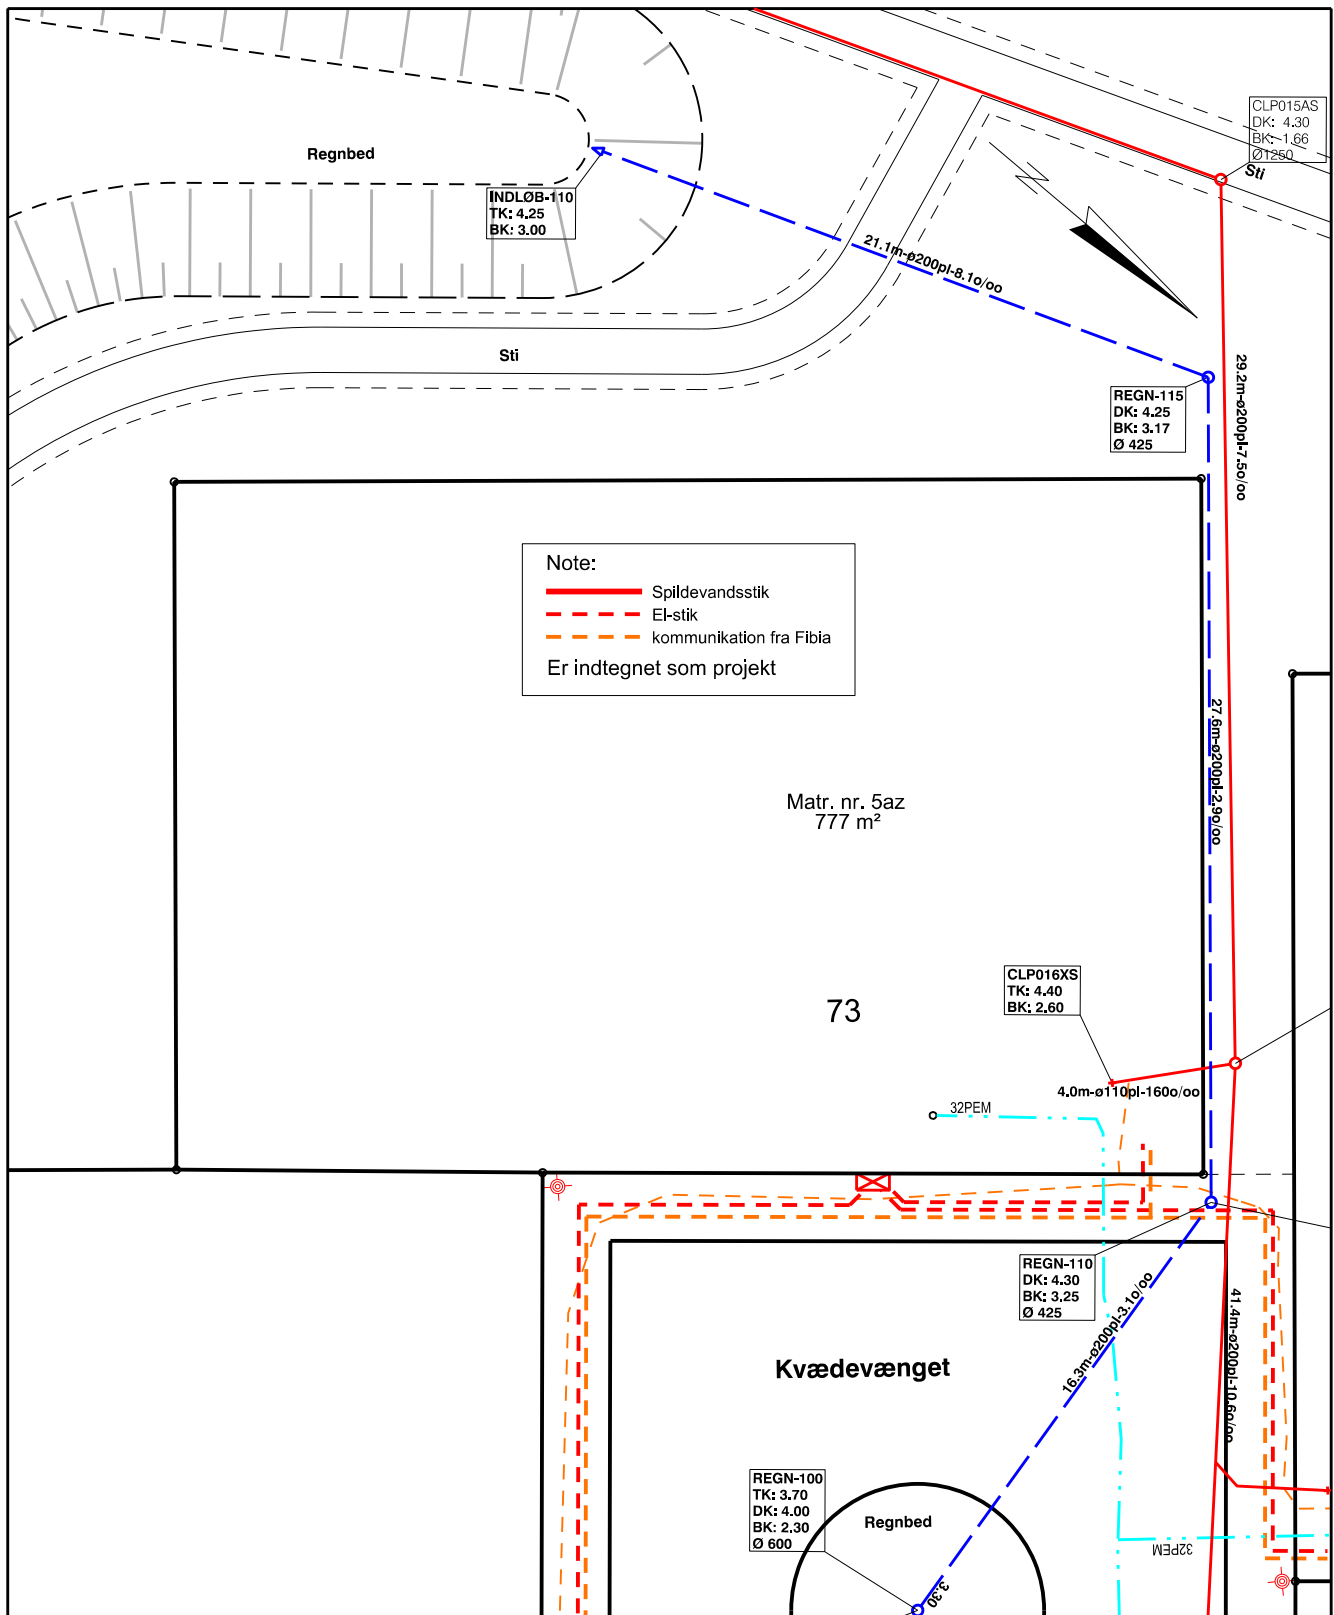 CLP015AS
DK: 4.30
BK: 1.66
Ø1250
Sti
Regnbed
INDLØB-110
TK: 4.25
BK: 3.00
N
21.1m-ø200pl-8.1o/oo
Sti
29.2m-ø200pl-7.5o/oo
REGN-115
DK: 4.25
BK: 3.17
Ø 425
Note:
Spildevandsstik
El-stik
kommunikation fra Fibia
Er indtegnet som projekt
27.6m-ø200pl-2.9o/oo
Matr. nr. 5az
777 m²
CLP016XS
TK: 4.40
BK: 2.60
73
4.0m-ø110pl-160o/oo
32PEM
REGN-110
DK: 4.30
BK: 3.25
Ø 425
16.3m-ø200pl-3.1o/oo
41.4m-ø200pl-10.6o/oo
Kvædevænget
REGN-100
TK: 3.70
DK: 4.00
BK: 2.30
Ø 600
Regnbed
32PEM
3.30